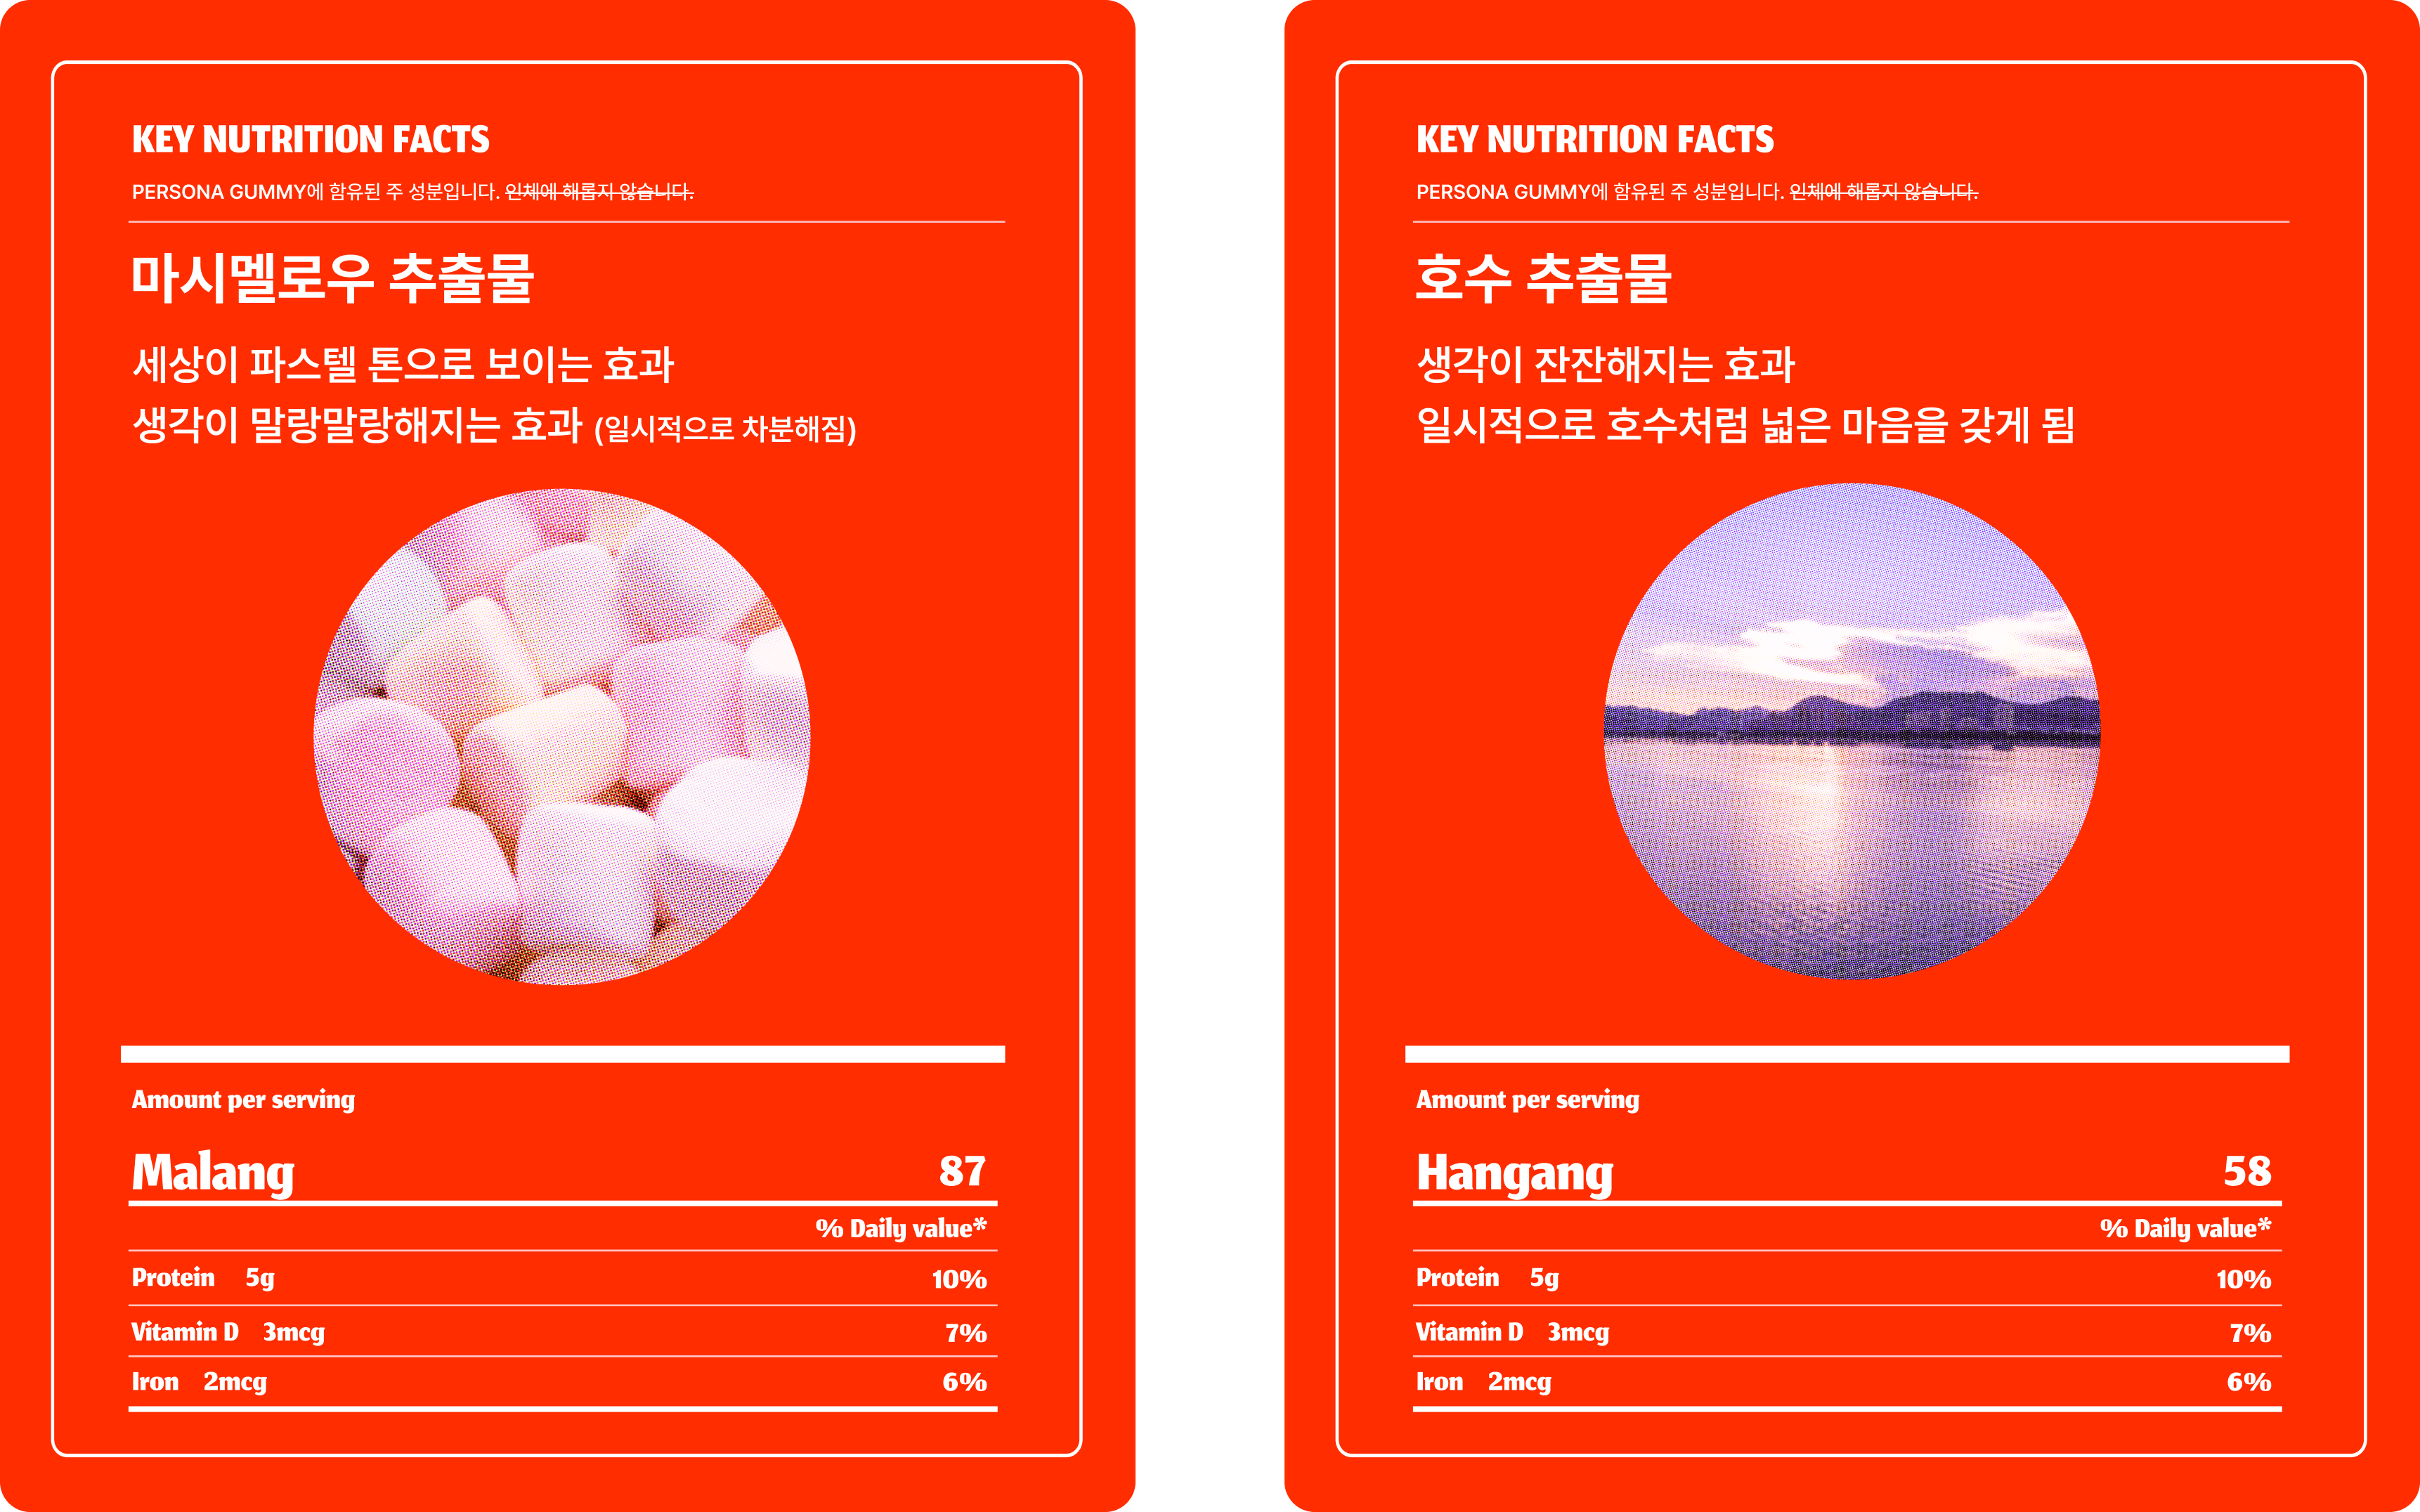 KEY NUTRITION FACTS
PERSONA GUMMY에 함유된 주 성분입니다. 인체에 해롭지 않습니다.
마시멜로우 추출물
세상이 파스텔 톤으로 보이는 효과
생각이 말랑말랑해지는 효과 (일시적으로 차분해짐)
Amount per serving
Malang 87
% Daily value*
Protein 5g 10%
Vitamin D 3mcg 7%
Iron 2mcg 6%
KEY NUTRITION FACTS
PERSONA GUMMY에 함유된 주 성분입니다. 인체에 해롭지 않습니다.
호수 추출물
생각이 잔잔해지는 효과
일시적으로 호수처럼 넓은 마음을 갖게 됨
Amount per serving
Hangang 58
% Daily value*
Protein 5g 10%
Vitamin D 3mcg 7%
Iron 2mcg 6%